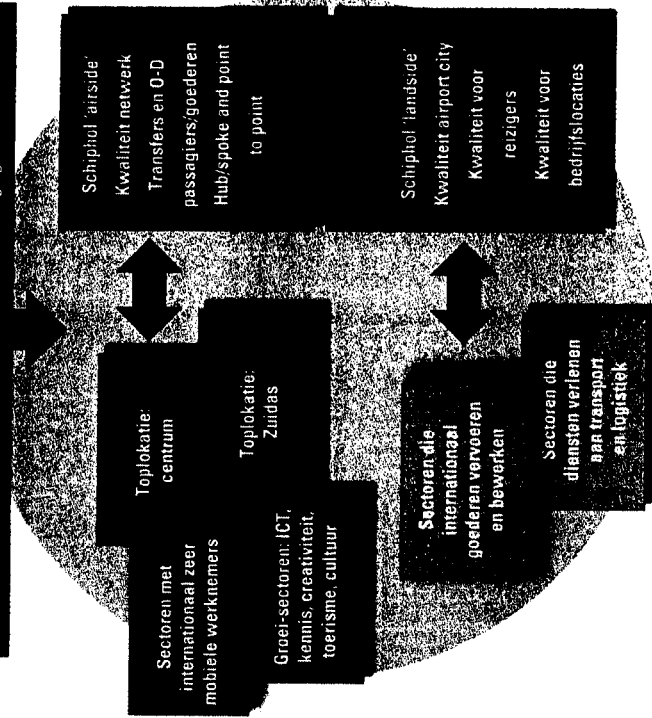 Sectoren met
internationaal zeer
mobiele werknemers
Groei-sectoren: ICT,
kennis, creativiteit,
toerisme, cultuur
Toplokatie:
centrum
Toplokatie:
Zuidas
Schiphol 'airside'
Kwaliteit netwerk
Transfers en O-D
passagiers/goederen
Hub/spoke and point
to point
Sectoren die
internationaal
goederen vervoeren
en bewerken
Sectoren die
diensten verlenen
aan transport
en logistiek
Schiphol 'landside'
Kwaliteit airport city
Kwaliteit voor
reizigers
Kwaliteit voor
bedrijfslocaties